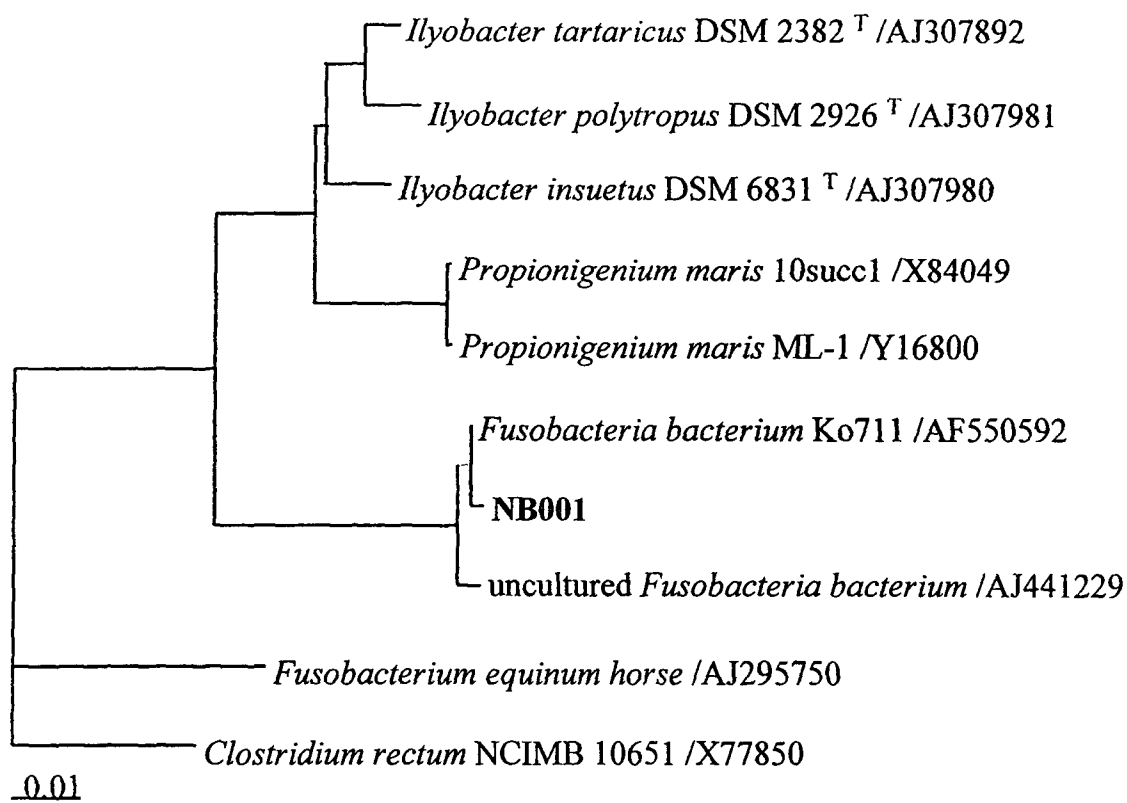 Ilyobacter tartaricus DSM 2382 T /AJ307892
Ilyobacter polytropus DSM 2926 T /AJ307981
Ilyobacter insuetus DSM 6831 T /AJ307980
Propionigenium maris 10succ1 /X84049
Propionigenium maris ML-1 /Y16800
Fusobacteria bacterium Ko711 /AF550592
NB001
uncultured Fusobacteria bacterium /AJ441229
Fusobacterium equinum horse /AJ295750
Clostridium rectum NCIMB 10651 /X77850
0.01